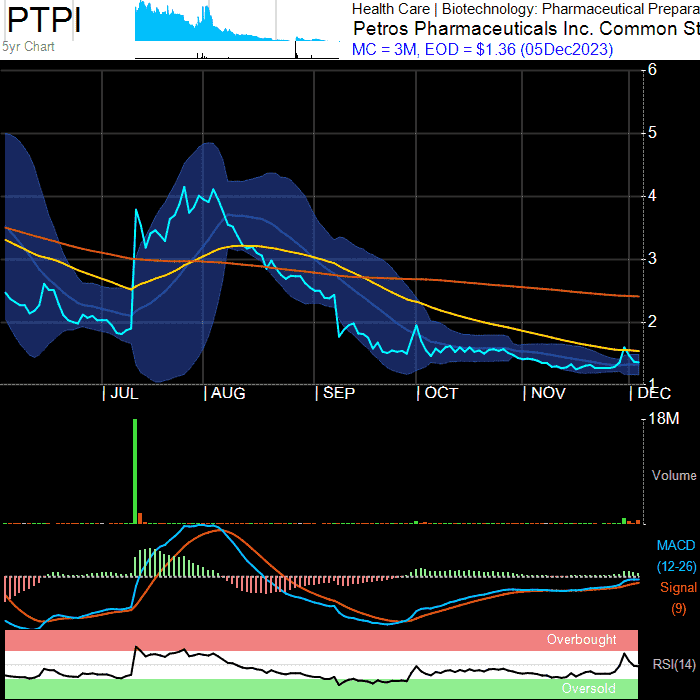 PTPI
5yr Chart
Health Care | Biotechnology: Pharmaceutical Prepara
Petros Pharmaceuticals Inc. Common St
MC = 3M, EOD = $1.36 (05Dec2023)
6
5
4
3
2
1
JUL AUG SEP OCT NOV DEC
18M
Volume
MACD
(12-26)
Signal
(9)
Overbought
RSI(14)
Oversold